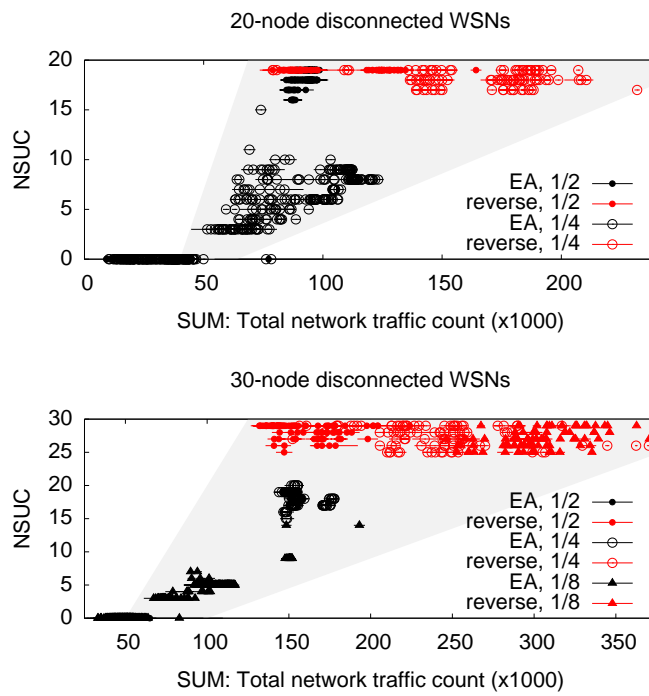 20-node disconnected WSNs
20
15
10
5
0
NSUC
EA, 1/2
reverse, 1/2
EA, 1/4
reverse, 1/4
0 50 100 150 200
SUM: Total network traffic count (x1000)
30-node disconnected WSNs
30
25
20
15
10
5
0
NSUC
EA, 1/2
reverse, 1/2
EA, 1/4
reverse, 1/4
EA, 1/8
reverse, 1/8
50 100 150 200 250 300 350
SUM: Total network traffic count (x1000)